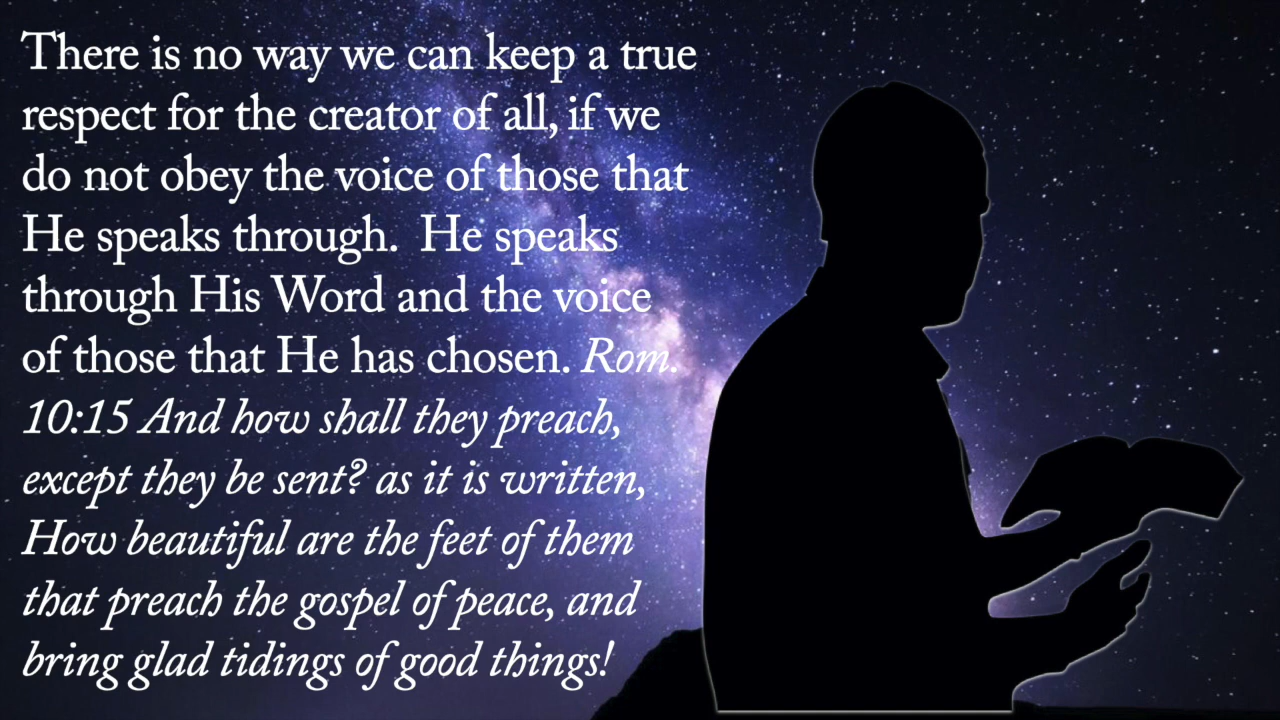 There is no way we can keep a true
respect for the creator of all, if we
do not obey the voice of those that
He speaks through.  He speaks
through His Word and the voice
of those that He has chosen. Rom.
10:15 And how shall they preach,
except they be sent? as it is written,
How beautiful are the feet of them
that preach the gospel of peace, and
bring glad tidings of good things!